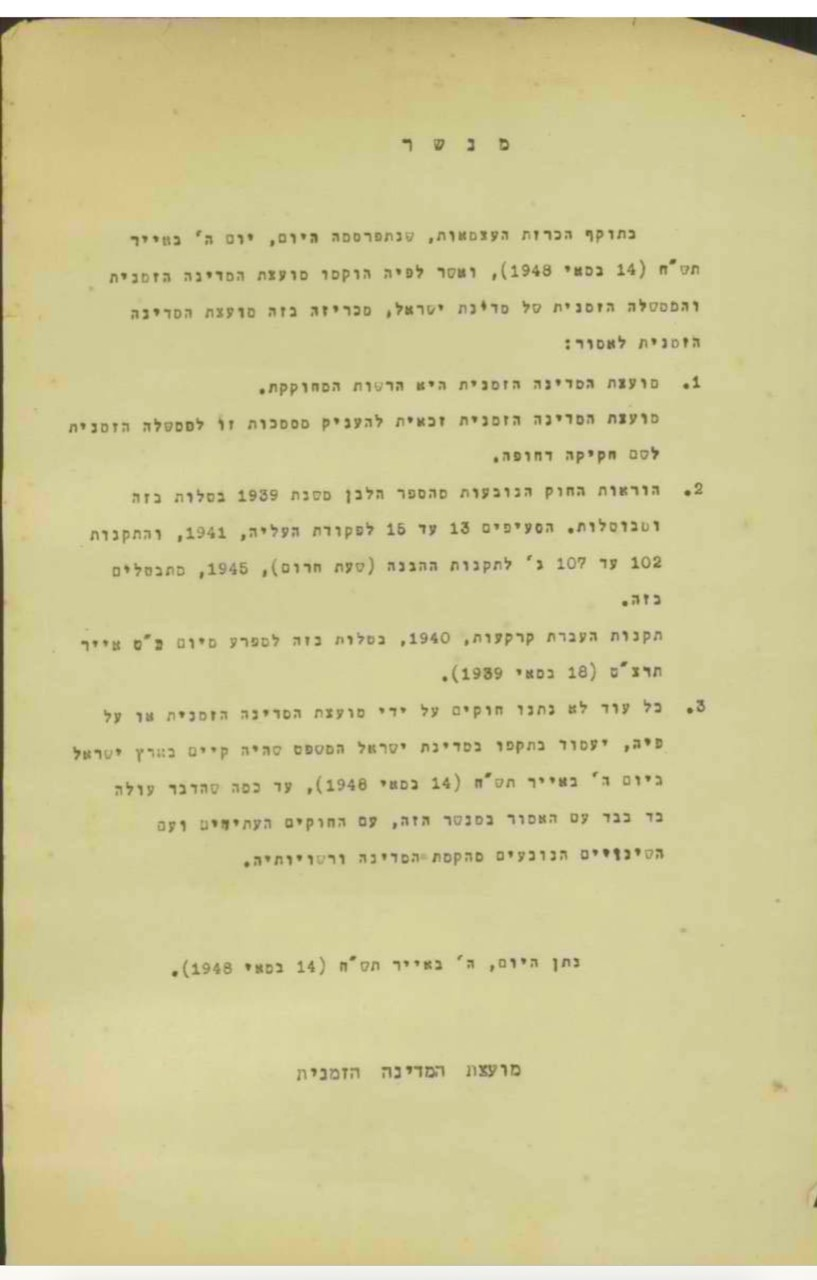 מ נ ש ר
בתוקף הכרזת העצמאות, שנתפרסמה היום, יום ה' באייר
תש"ח (14 במאי 1948), ואשר לפיה הוקמו מועצת המדינה הזמנית
והממשלה הזמנית של מדינת ישראל, מכריזה בזה מועצת המדינה
הזמנית לאמור:
1. מועצת המדינה הזמנית היא הרשות המחוקקת.
מועצת המדינה הזמנית זכאית להעניק מסמכות זו לממשלה הזמנית
לשם חקיקה דחופה.
2. הוראות החוק הנובעות מהספר הלבן משנת 1939 בטלות בזה
ומבוטלות. הסעיפים 13 עד 15 לפקודת העליה, 1941, והתקנות
102 עד 107 ג' לתקנות ההגנה (שעת חרום), 1945, מתבטלים
בזה.
תקנות העברת קרקעות, 1940, בטלות בזה למפרע מיום כ"ט אייר
תרצ"ט (18 במאי 1939).
3. כל עוד לא נתנו חוקים על ידי מועצת המדינה הזמנית או על
פיה, יעמוד בתקפו במדינת ישראל המשפט שהיה קיים בארץ ישראל
ביום ה' באייר תש"ח (14 במאי 1948), עד כמה שהדבר עולה
בד בבד עם האמור במנשר הזה, עם החוקים העתידים ועם
השינויים הנובעים מהקמת המדינה ורשויותיה.
נתן היום, ה' באייר תש"ח (14 במאי 1948).
מועצת המדינה הזמנית